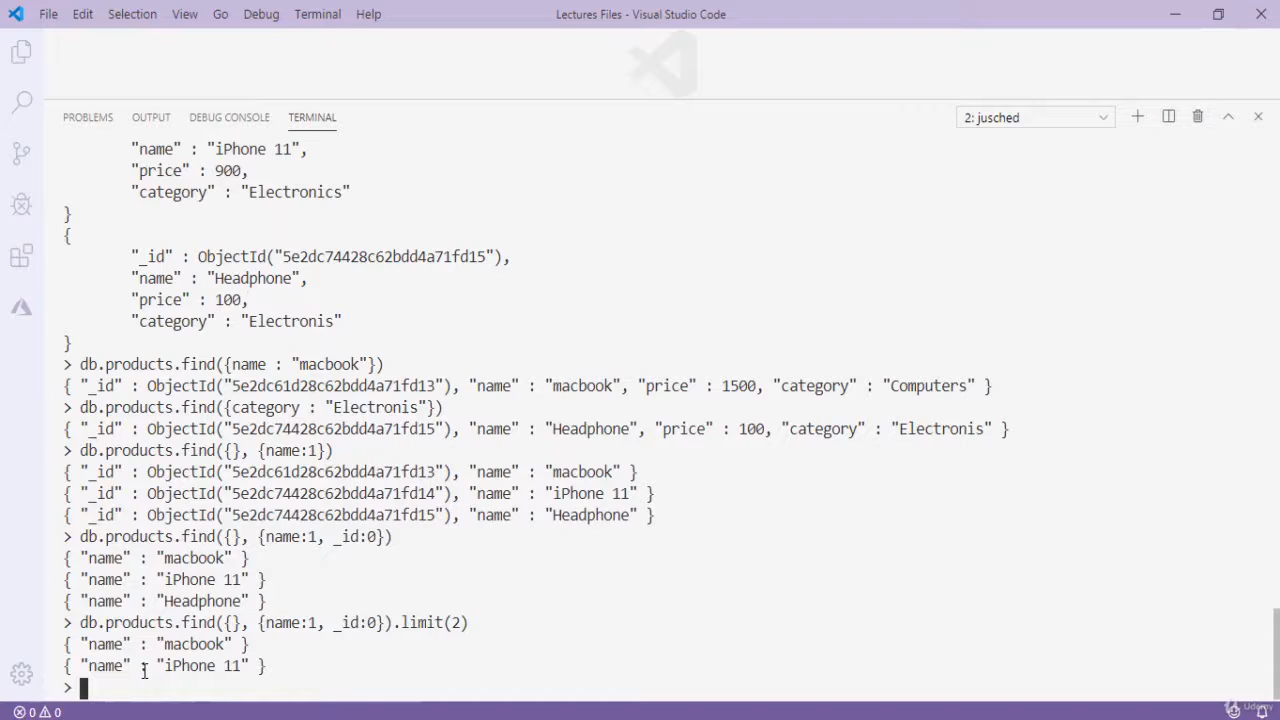 File Edit Selection View Go Debug Terminal Help Lectures Files - Visual Studio Code
PROBLEMS OUTPUT DEBUG CONSOLE TERMINAL 2: jusched
"name" : "iPhone 11",
"price" : 900,
"category" : "Electronics"
}
{
"_id" : ObjectId("5e2dc74428c62bdd4a71fd15"),
"name" : "Headphone",
"price" : 100,
"category" : "Electronis"
}
> db.products.find({name : "macbook"})
{ "_id" : ObjectId("5e2dc61d28c62bdd4a71fd13"), "name" : "macbook", "price" : 1500, "category" : "Computers" }
> db.products.find({category : "Electronis"})
{ "_id" : ObjectId("5e2dc74428c62bdd4a71fd15"), "name" : "Headphone", "price" : 100, "category" : "Electronis" }
> db.products.find({}, {name:1})
{ "_id" : ObjectId("5e2dc61d28c62bdd4a71fd13"), "name" : "macbook" }
{ "_id" : ObjectId("5e2dc74428c62bdd4a71fd14"), "name" : "iPhone 11" }
{ "_id" : ObjectId("5e2dc74428c62bdd4a71fd15"), "name" : "Headphone" }
> db.products.find({}, {name:1, _id:0})
{ "name" : "macbook" }
{ "name" : "iPhone 11" }
{ "name" : "Headphone" }
> db.products.find({}, {name:1, _id:0}).limit(2)
{ "name" : "macbook" }
{ "name" : "iPhone 11" }
>
0 0 Udemy